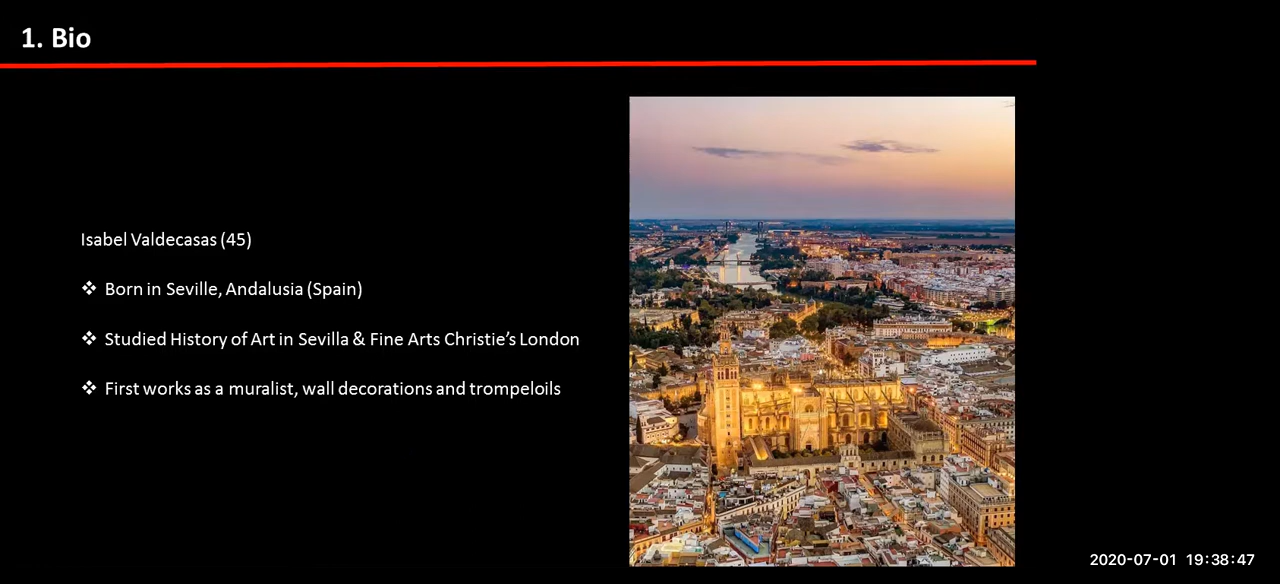 1. Bio
Isabel Valdecasas (45)
❖ Born in Seville, Andalusia (Spain)
❖ Studied History of Art in Sevilla & Fine Arts Christie’s London
❖ First works as a muralist, wall decorations and trompeloils
2020-07-01 19:38:47